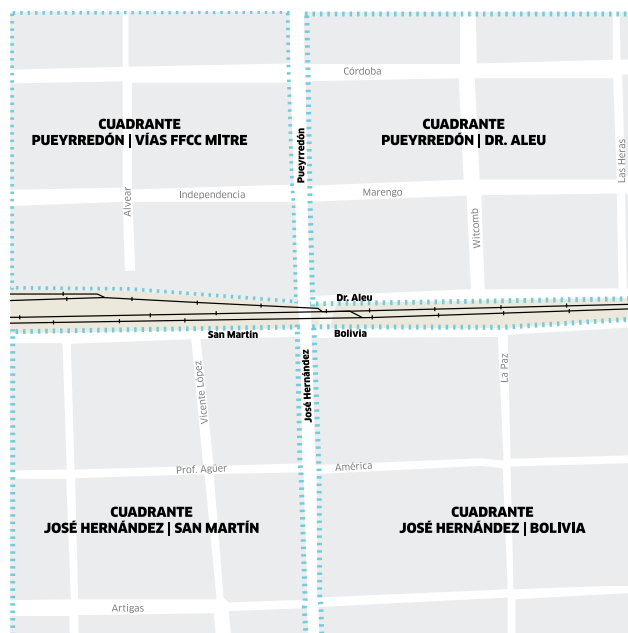 Córdoba
CUADRANTE
PUEYRREDÓN | VÍAS FFCC MITRE
CUADRANTE
PUEYRREDÓN | DR. ALEU
Pueyrredón
Las Heras
Alvear
Independencia
Marengo
Witcomb
Dr. Aleu
San Martín
Bolivia
José Hernández
Vicente López
La Paz
Prof. Agüer
América
CUADRANTE
JOSÉ HERNÁNDEZ | SAN MARTÍN
CUADRANTE
JOSÉ HERNÁNDEZ | BOLIVIA
Artigas